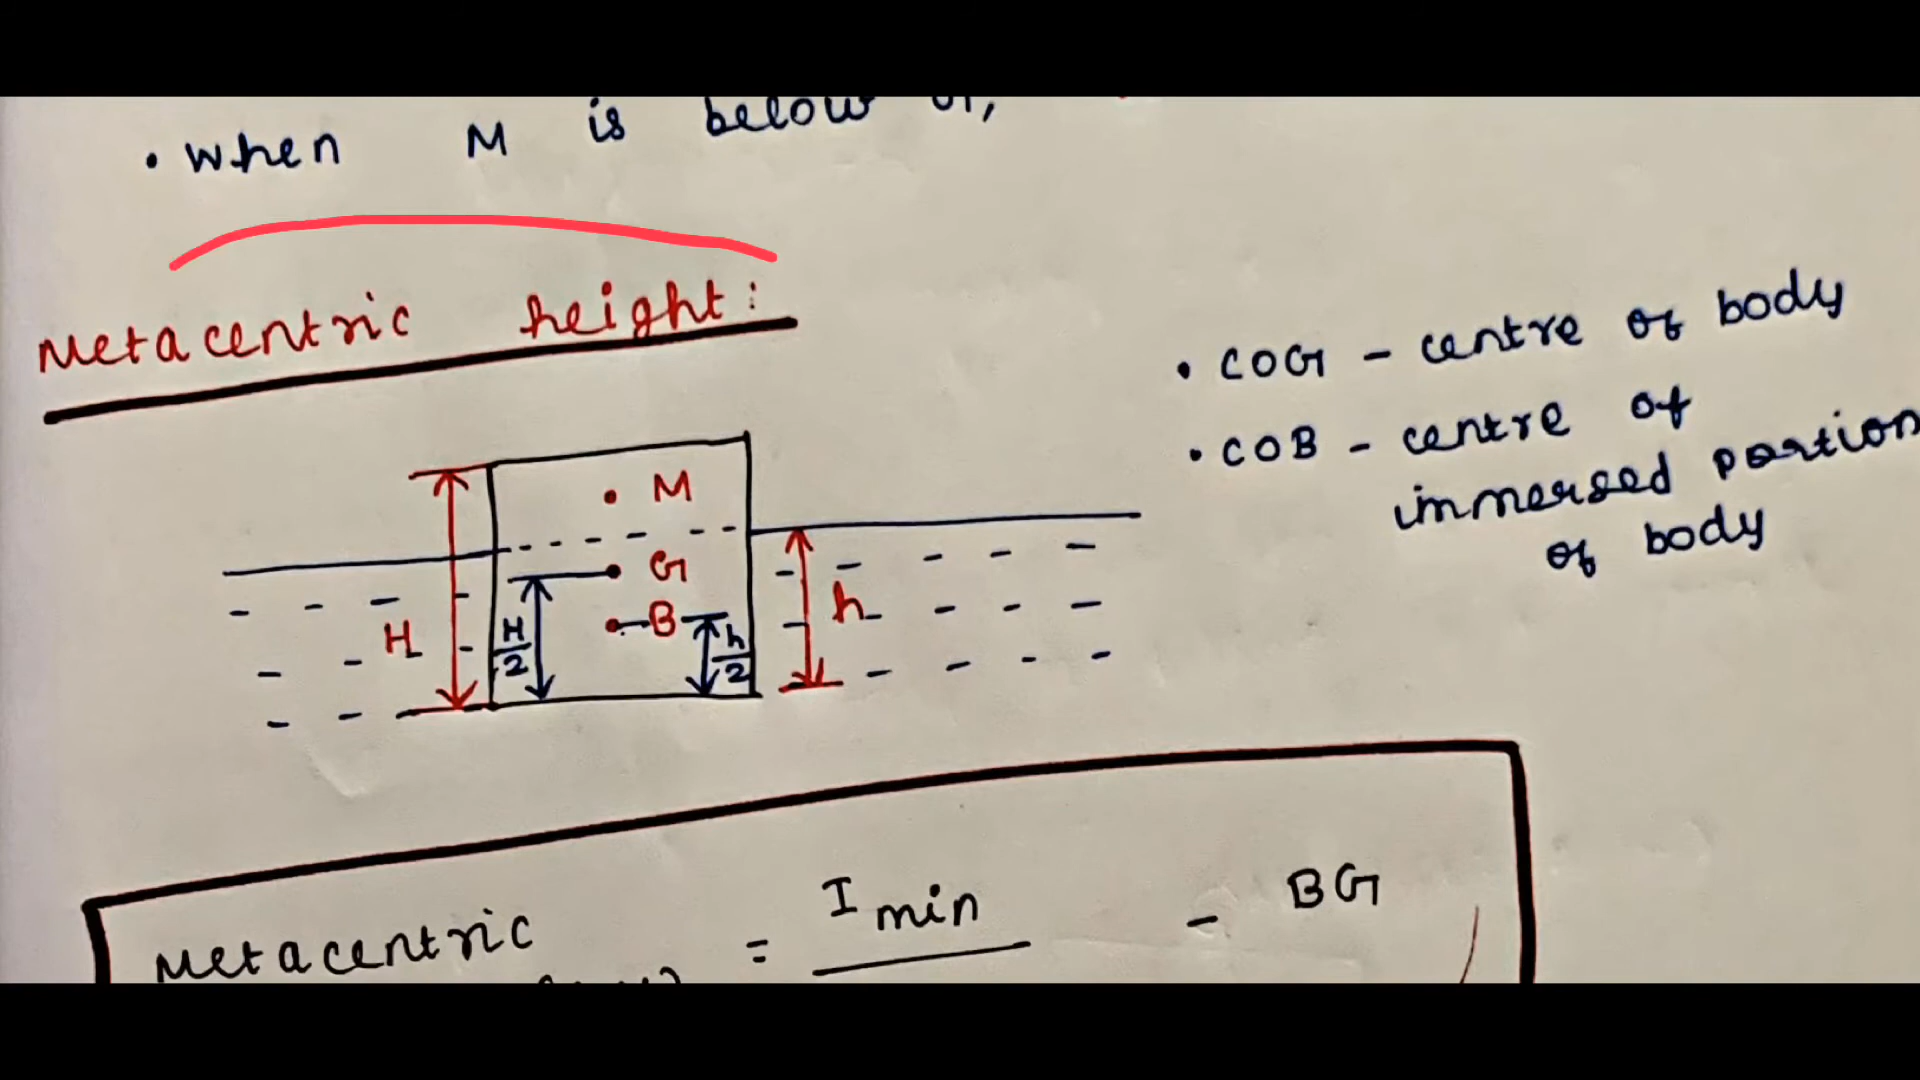 • When M is below
Metacentric height:
• COG - centre of body
• COB - centre of
immersed portion
of body
M
G
B
H
H/2
h/2
h
Metacentric = I min - BG